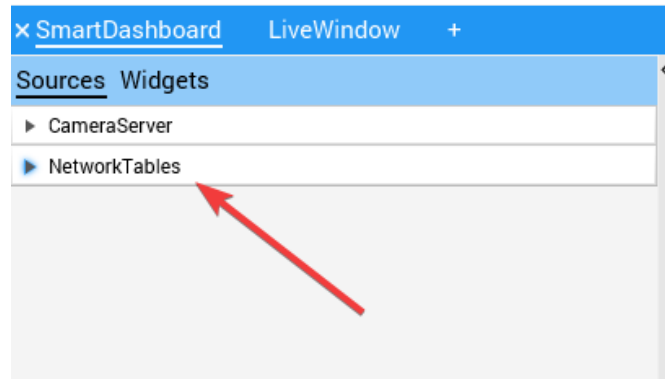 SmartDashboard LiveWindow +
Sources Widgets
CameraServer
NetworkTables